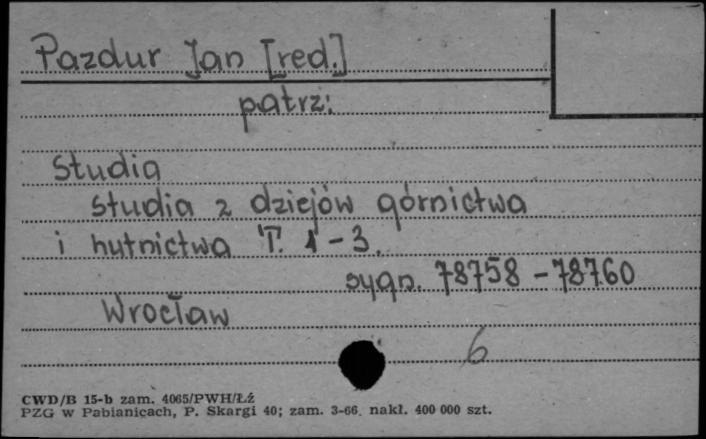 Pazdur Jan [red.]
patrz:
Studia
Studia z dziejów górnictwa
i hutnictwa T. 1-3.
sygn. 78758 - 78760
Wrocław
6
CWD/B 15-b zam. 4065/PWH/Łź
PZG w Pabianicach, P. Skargi 40; zam. 3-66. nakł. 400 000 szt.